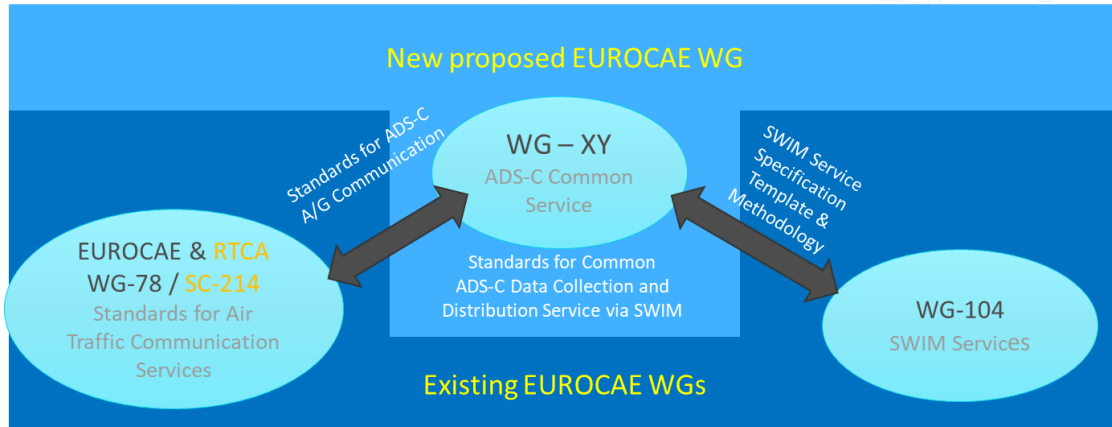 New proposed EUROCAE WG
WG – XY
ADS-C Common
Service
Standards for ADS-C
A/G Communication
SWIM Service
Specification
Template &
Methodology
EUROCAE & RTCA
WG-78 / SC-214
Standards for Air
Traffic Communication
Services
Standards for Common
ADS-C Data Collection and
Distribution Service via SWIM
WG-104
SWIM Services
Existing EUROCAE WGs